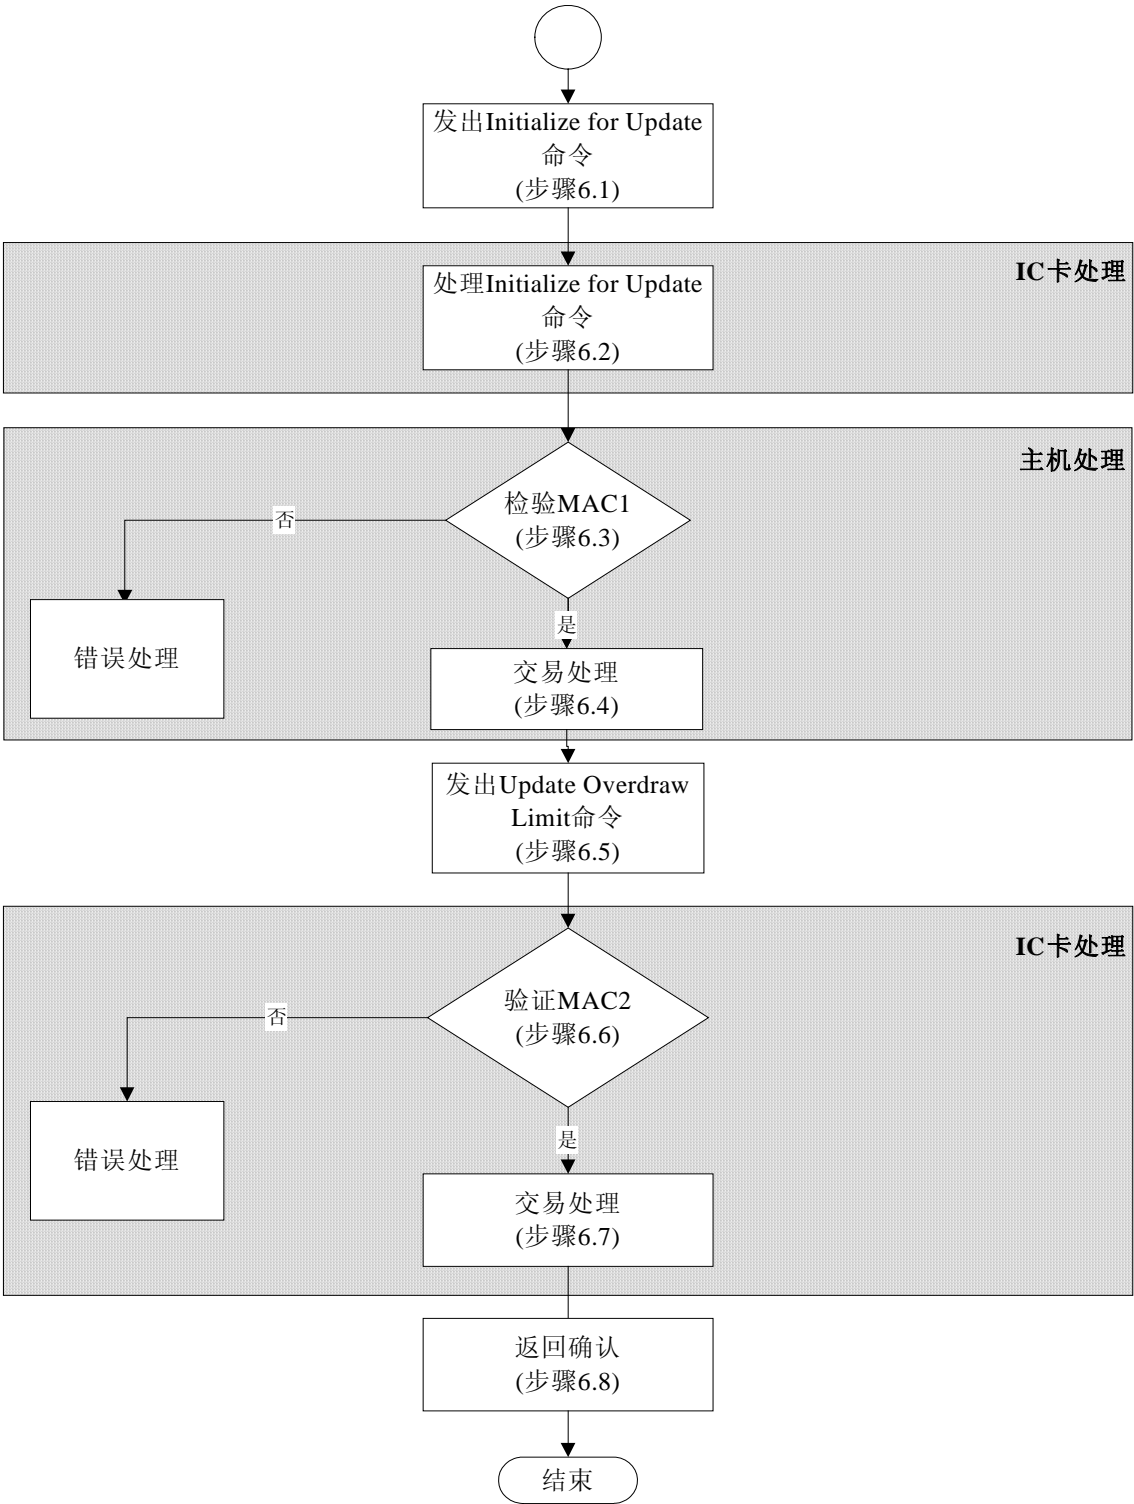 发出Initialize for Update
命令
(步骤6.1)
IC卡处理
处理Initialize for Update
命令
(步骤6.2)
主机处理
检验MAC1
(步骤6.3)
否
是
错误处理
交易处理
(步骤6.4)
发出Update Overdraw
Limit命令
(步骤6.5)
IC卡处理
验证MAC2
(步骤6.6)
否
是
错误处理
交易处理
(步骤6.7)
返回确认
(步骤6.8)
结束